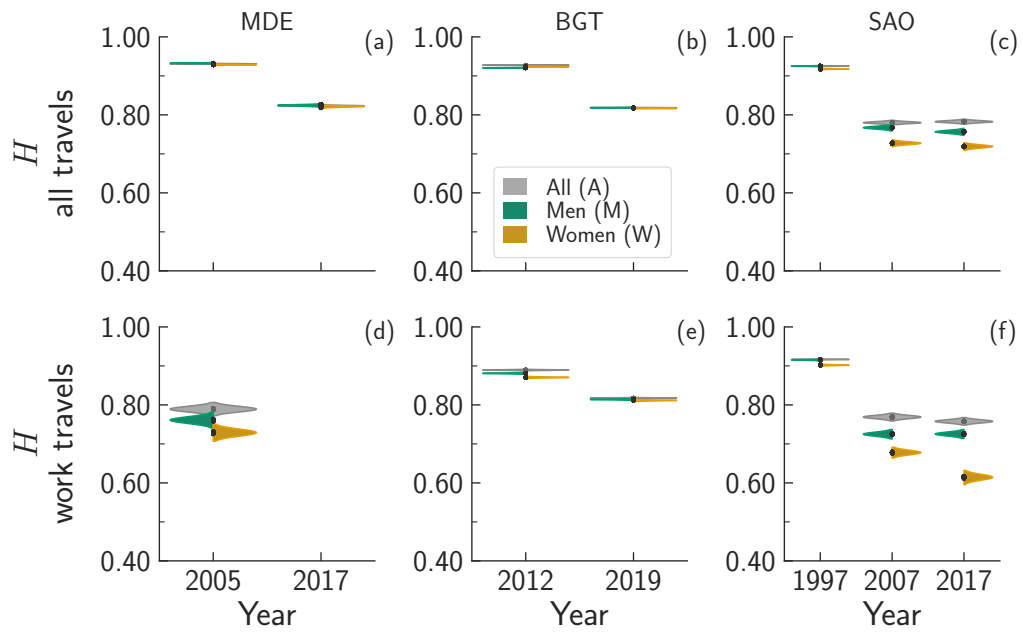 MDE
BGT
SAO
H
all travels
1.00
0.80
0.60
0.40
(a)
1.00
0.80
0.60
0.40
(b)
All (A)
Men (M)
Women (W)
1.00
0.80
0.60
0.40
(c)
H
work travels
1.00
0.80
0.60
0.40
(d)
2005
2017
Year
1.00
0.80
0.60
0.40
(e)
2012
2019
Year
1.00
0.80
0.60
0.40
(f)
1997
2007
2017
Year